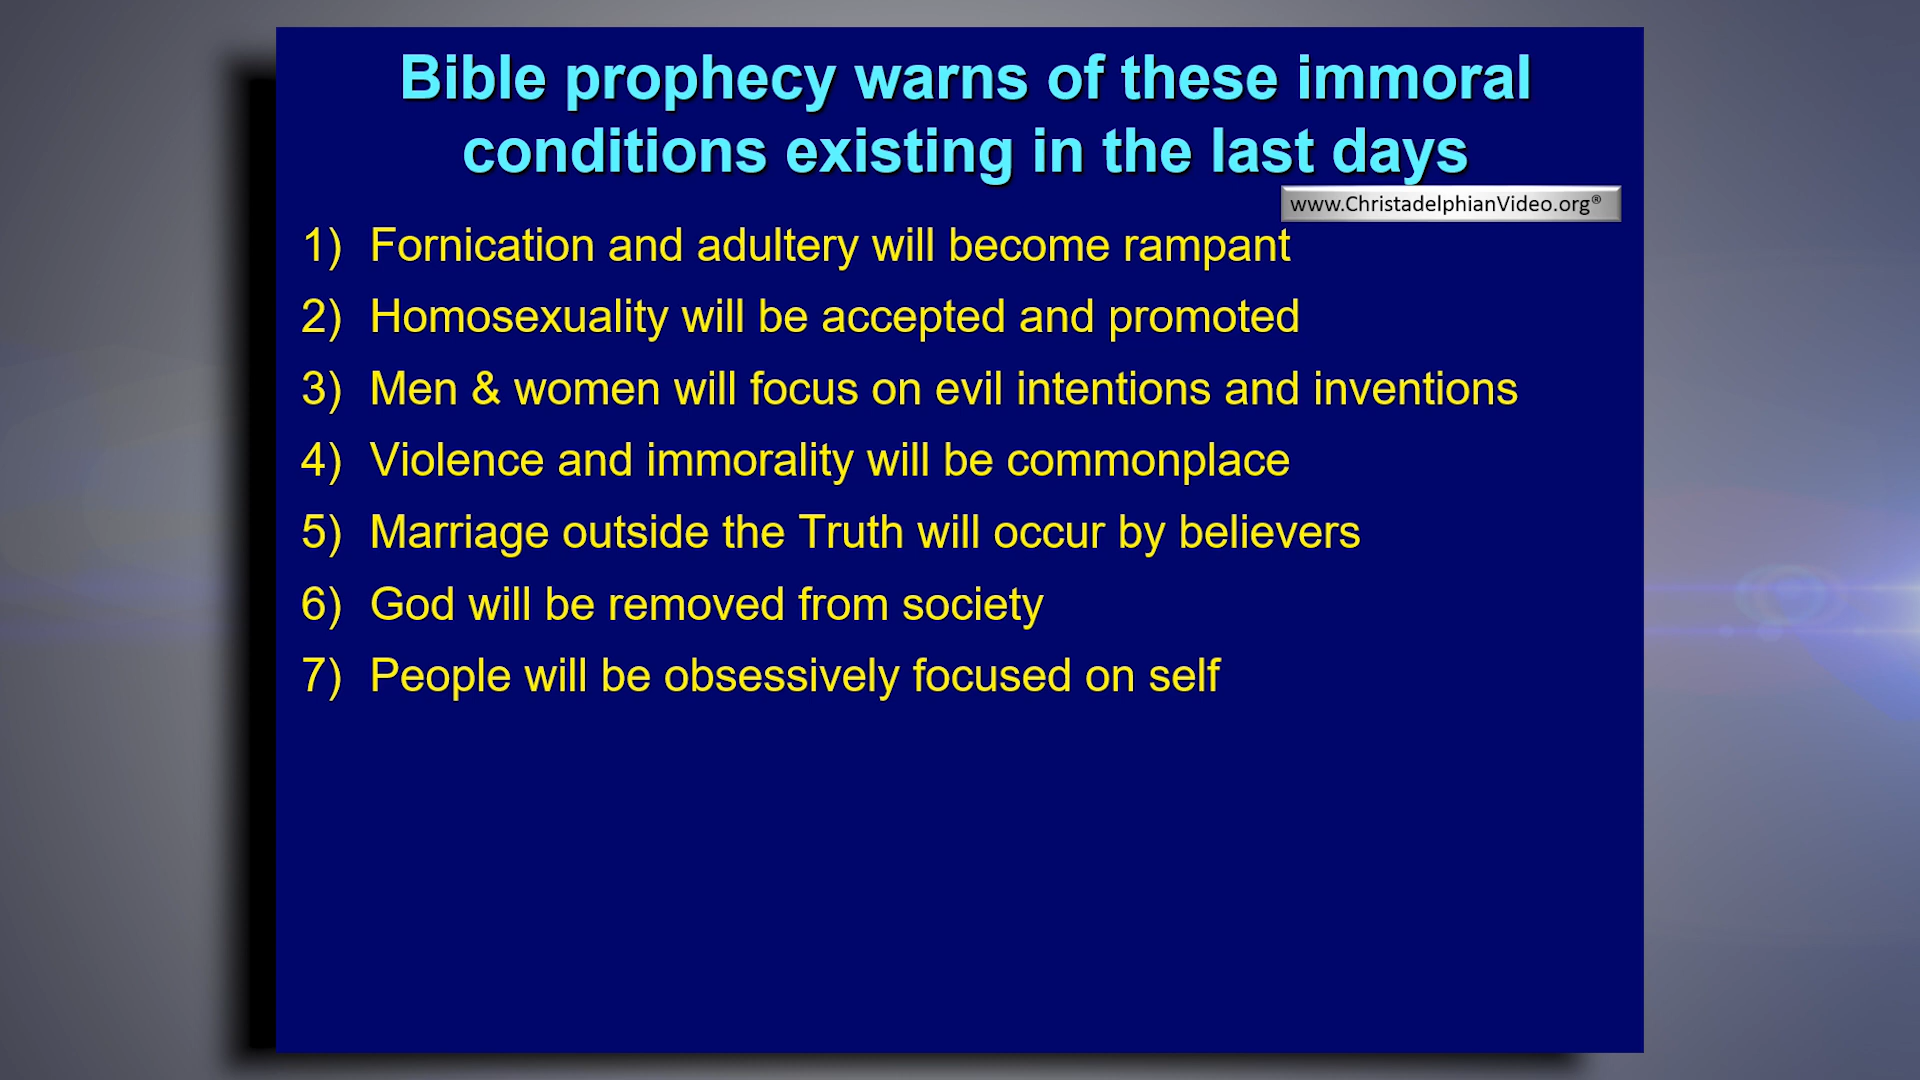 Bible prophecy warns of these immoral
conditions existing in the last days
www.ChristadelphianVideo.org®
1) Fornication and adultery will become rampant
2) Homosexuality will be accepted and promoted
3) Men & women will focus on evil intentions and inventions
4) Violence and immorality will be commonplace
5) Marriage outside the Truth will occur by believers
6) God will be removed from society
7) People will be obsessively focused on self